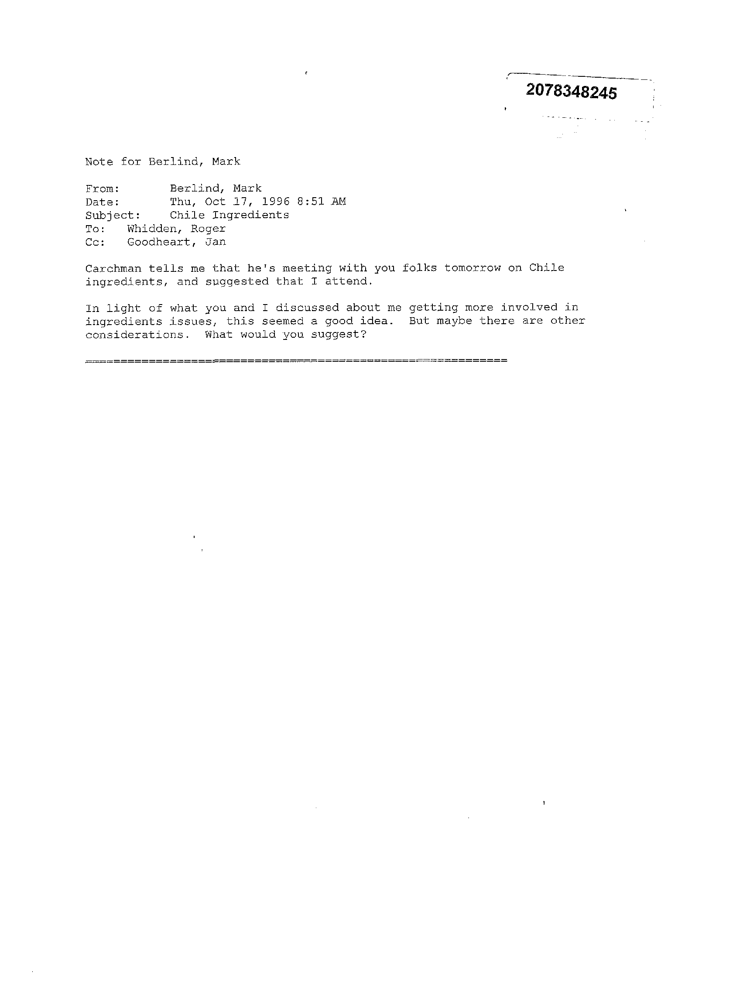 2078348245
Note for Berlind, Mark
From: Berlind, Mark
Date: Thu, Oct 17, 1996 8:51 AM
Subject: Chile Ingredients
To: Whidden, Roger
Cc: Goodheart, Jan
Carchman tells me that he's meeting with you folks tomorrow on Chile
ingredients, and suggested that I attend.
In light of what you and I discussed about me getting more involved in
ingredients issues, this seemed a good idea. But maybe there are other
considerations. What would you suggest?
============================================================